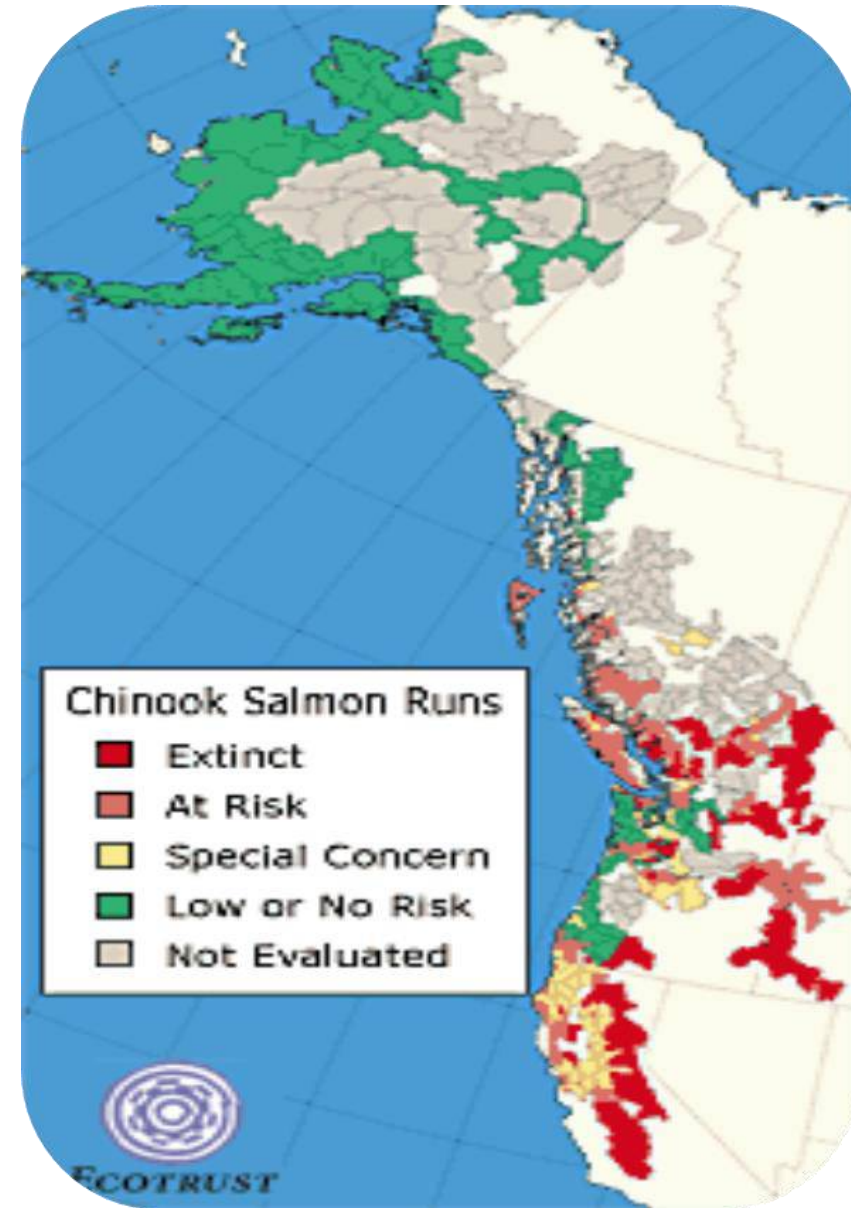 Chinook Salmon Runs
Extinct
At Risk
Special Concern
Low or No Risk
Not Evaluated
ECOTRUST